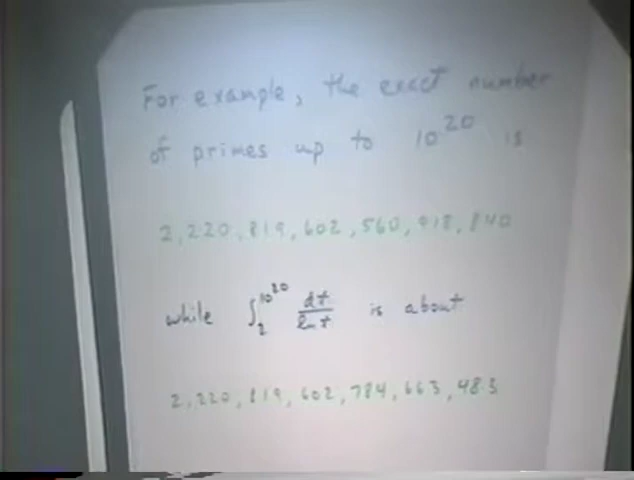 For example, the exact number
of primes up to 10^20 is
2,220,819,602,560,918,840
while ∫_2^{10^20} dt/ln t is about
2,220,819,602,784,663,483